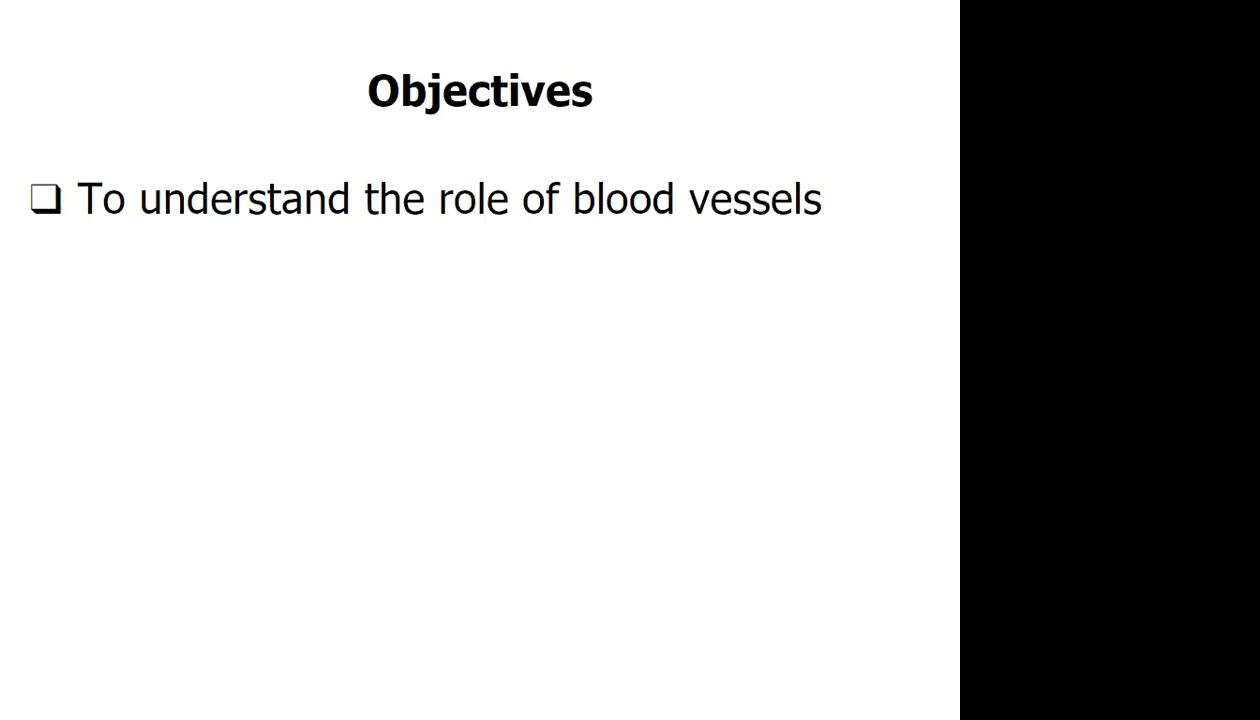 Objectives
❑ To understand the role of blood vessels